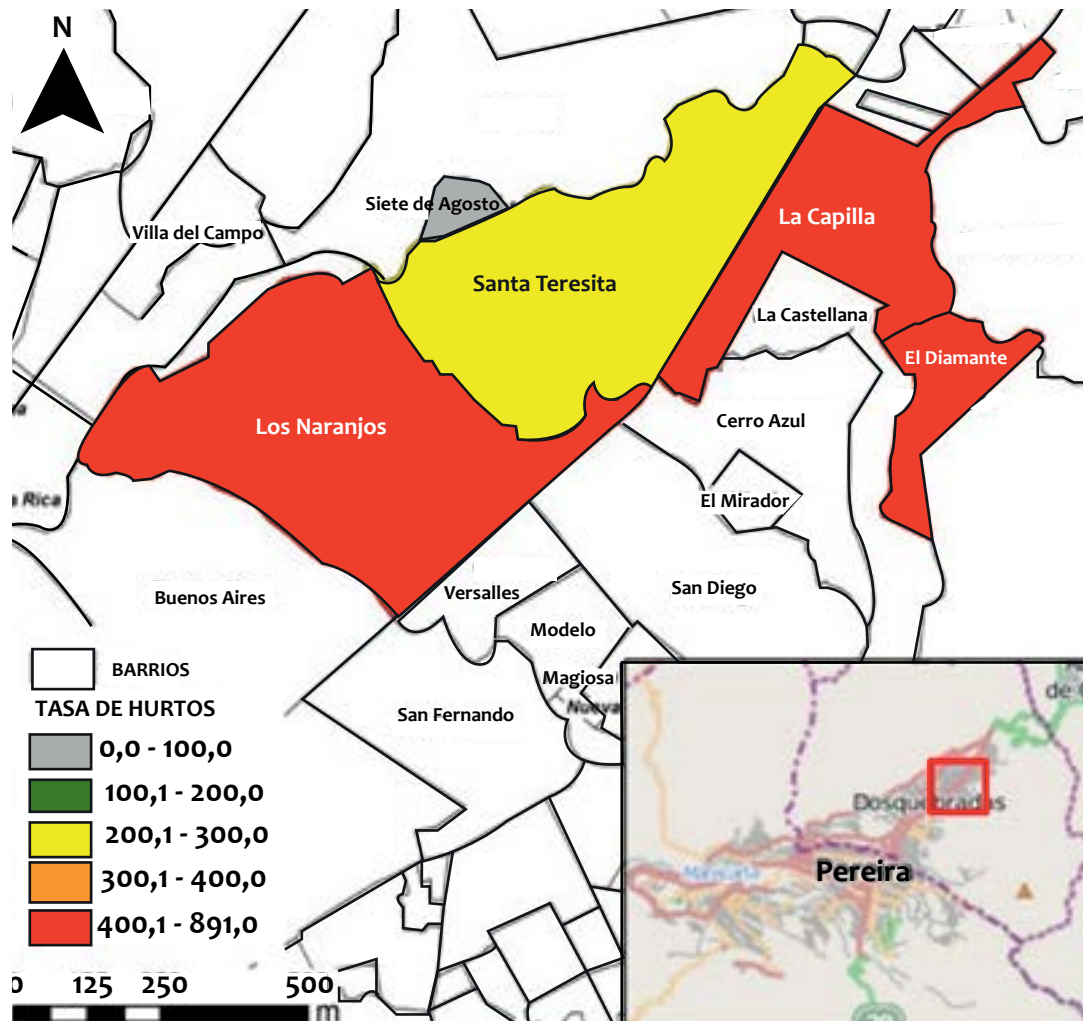 N
Siete de Agosto
Villa del Campo
La Capilla
Santa Teresita
La Castellana
El Diamante
Los Naranjos
Cerro Azul
Rica
El Mirador
Buenos Aires
Versalles
San Diego
Modelo
Magiosa
Nueva
San Fernando
BARRIOS
TASA DE HURTOS
0,0 - 100,0
100,1 - 200,0
200,1 - 300,0
300,1 - 400,0
400,1 - 891,0
0 125 250 500
m
de
Dosquebradas
Pereira